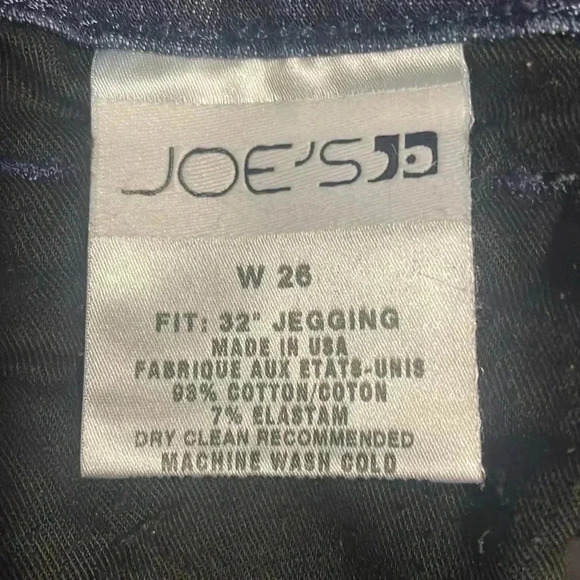 JOE'S
W 26
FIT: 32" JEGGING
MADE IN USA
FABRIQUE AUX ETATS-UNIS
93% COTTON/COTON
7% ELASTAM
DRY CLEAN RECOMMENDED
MACHINE WASH COLD